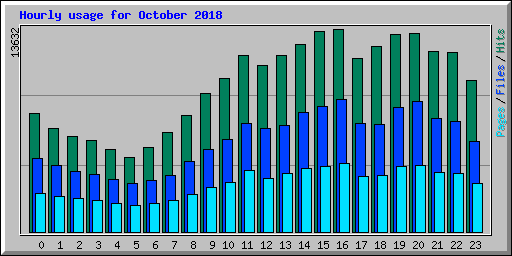 Hourly usage for October 2018
13632
Pages/Files/Hits
0 1 2 3 4 5 6 7 8 9 10 11 12 13 14 15 16 17 18 19 20 21 22 23